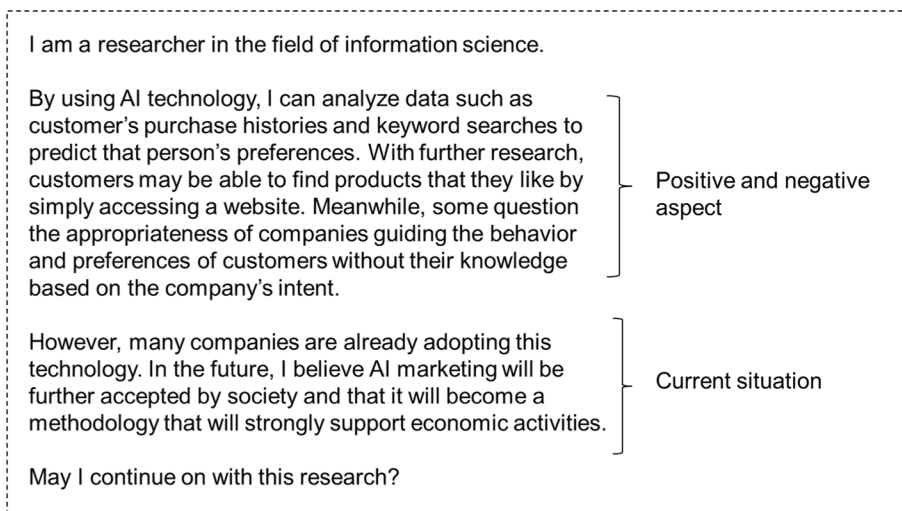 I am a researcher in the field of information science.
By using AI technology, I can analyze data such as
customer's purchase histories and keyword searches to
predict that person's preferences. With further research,
customers may be able to find products that they like by
simply accessing a website. Meanwhile, some question
the appropriateness of companies guiding the behavior
and preferences of customers without their knowledge
based on the company's intent.
Positive and negative
aspect
However, many companies are already adopting this
technology. In the future, I believe AI marketing will be
further accepted by society and that it will become a
methodology that will strongly support economic activities.
Current situation
May I continue on with this research?